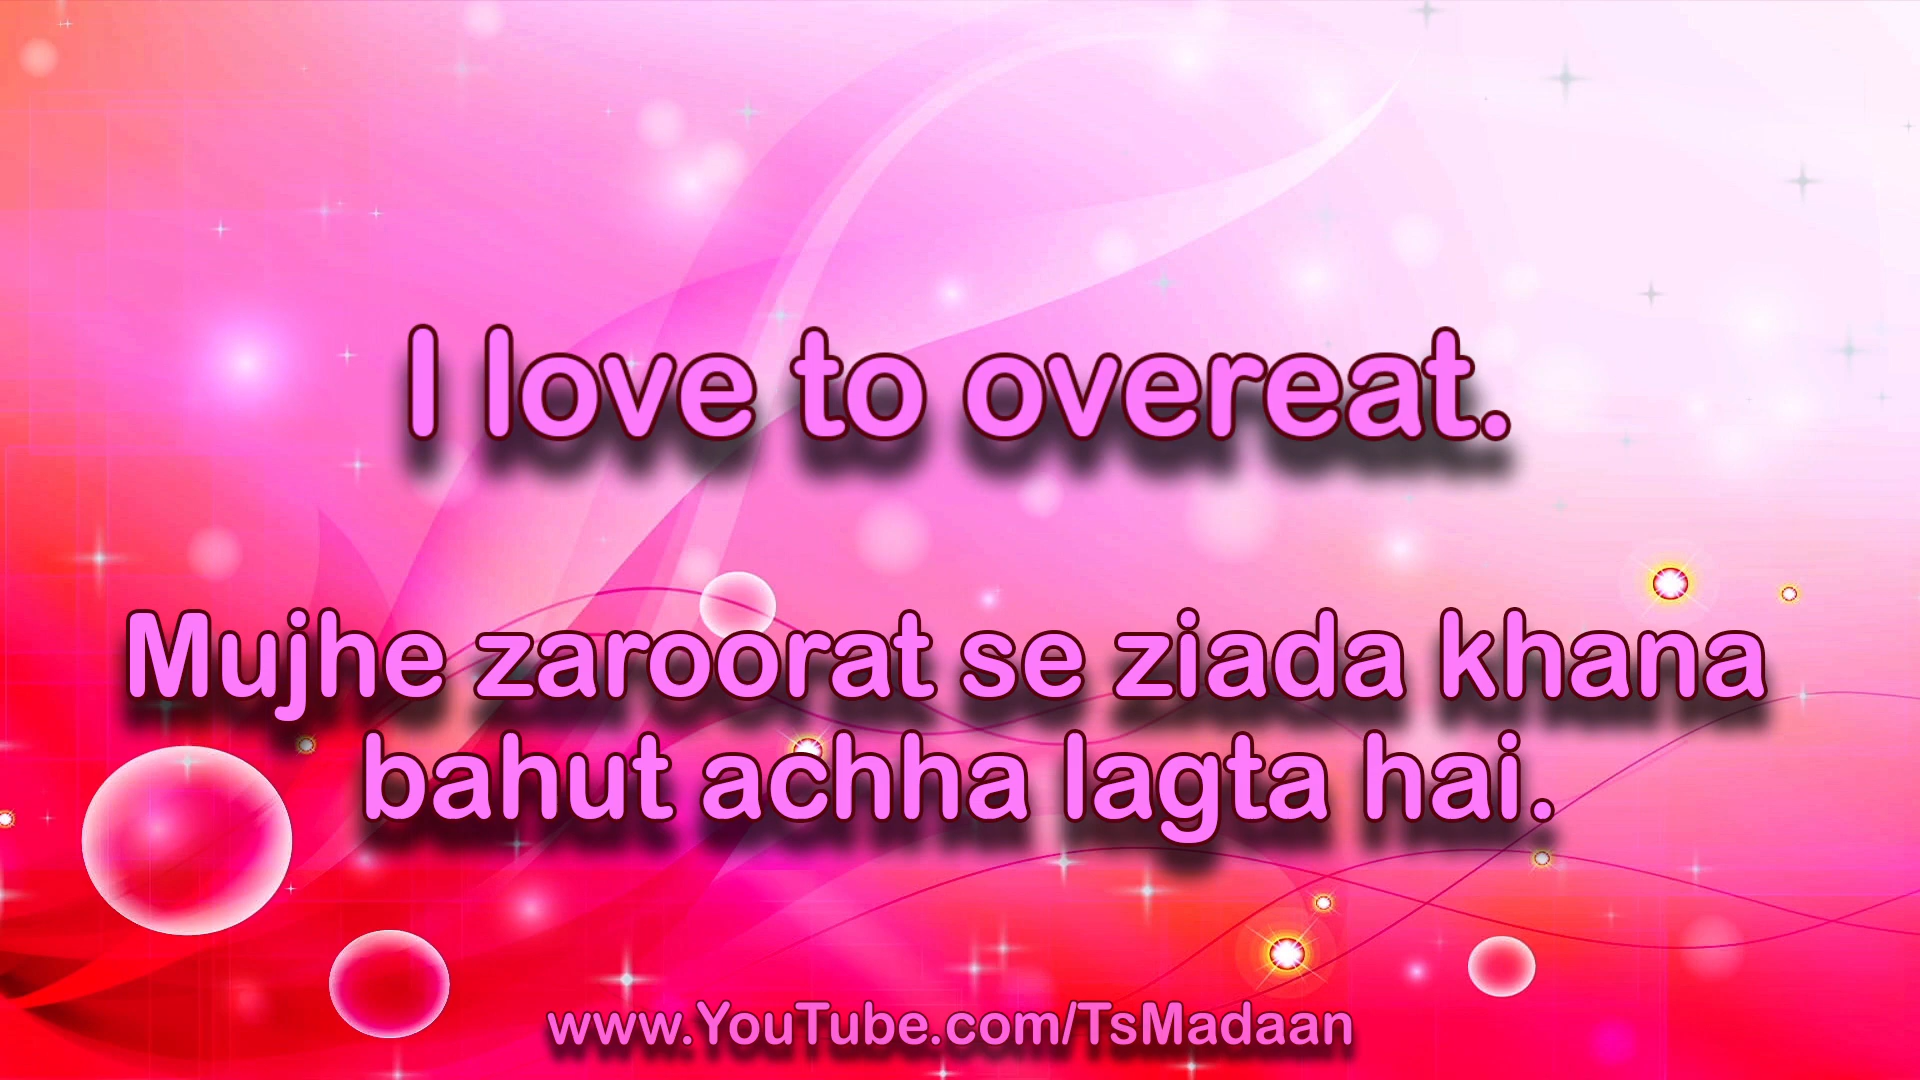 I love to overeat.
Mujhe zaroorat se ziada khana
bahut achha lagta hai.
www.YouTube.com/TsMadaan